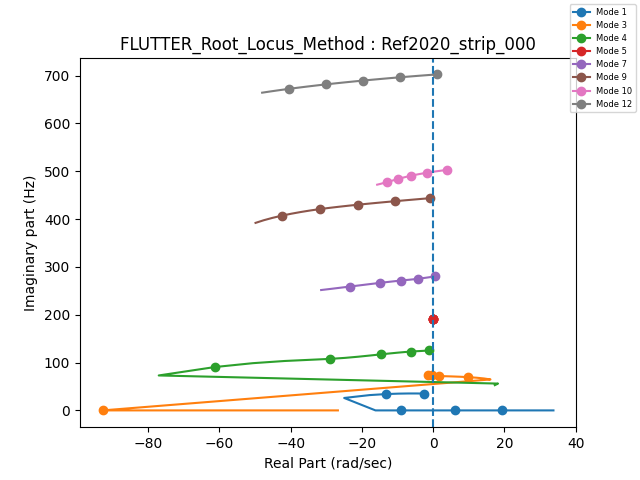 FLUTTER_Root_Locus_Method : Ref2020_strip_000
Mode 1
Mode 3
Mode 4
Mode 5
Mode 7
Mode 9
Mode 10
Mode 12
Imaginary part (Hz)
700
600
500
400
300
200
100
0
−80 −60 −40 −20 0 20 40
Real Part (rad/sec)